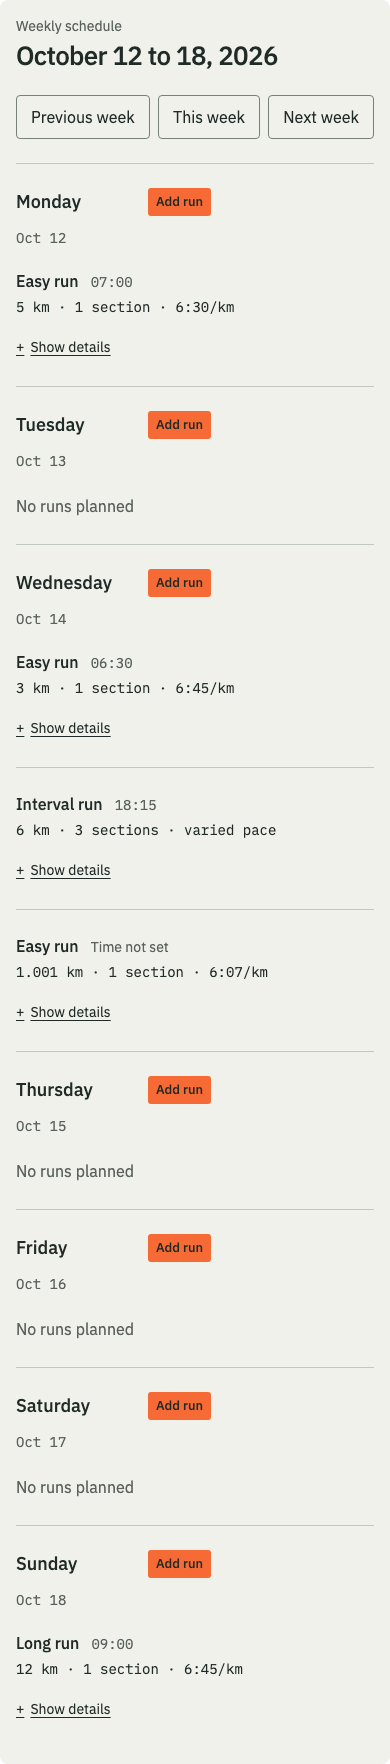 Weekly schedule
October 12 to 18, 2026
Previous week This week Next week
Monday Add run
Oct 12
Easy run 07:00
5 km · 1 section · 6:30/km
+ Show details
Tuesday Add run
Oct 13
No runs planned
Wednesday Add run
Oct 14
Easy run 06:30
3 km · 1 section · 6:45/km
+ Show details
Interval run 18:15
6 km · 3 sections · varied pace
+ Show details
Easy run Time not set
1.001 km · 1 section · 6:07/km
+ Show details
Thursday Add run
Oct 15
No runs planned
Friday Add run
Oct 16
No runs planned
Saturday Add run
Oct 17
No runs planned
Sunday Add run
Oct 18
Long run 09:00
12 km · 1 section · 6:45/km
+ Show details